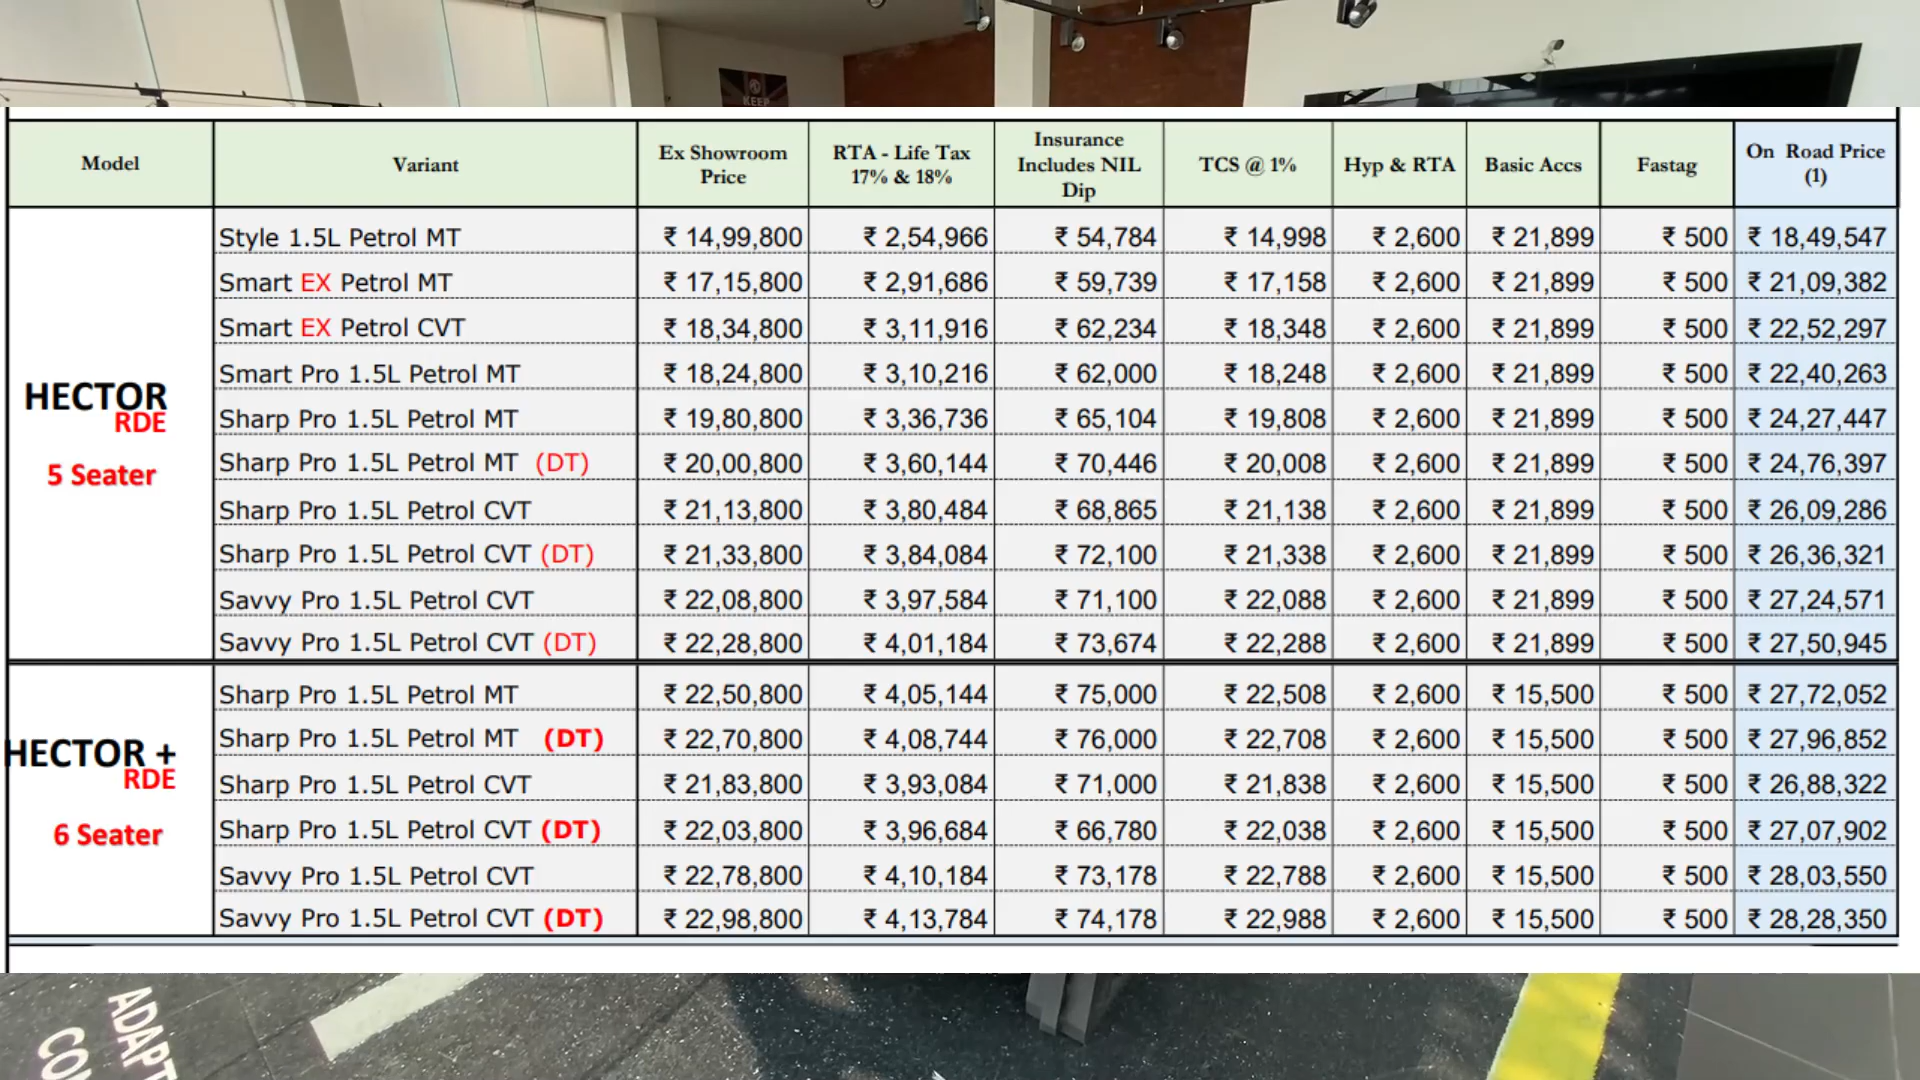 KEEP
Model Variant Ex Showroom Price RTA - Life Tax 17% & 18% Insurance Includes NIL Dip TCS @ 1% Hyp & RTA Basic Accs Fastag On Road Price (1)
HECTOR RDE 5 Seater
Style 1.5L Petrol MT ₹ 14,99,800 ₹ 2,54,966 ₹ 54,784 ₹ 14,998 ₹ 2,600 ₹ 21,899 ₹ 500 ₹ 18,49,547
Smart EX Petrol MT ₹ 17,15,800 ₹ 2,91,686 ₹ 59,739 ₹ 17,158 ₹ 2,600 ₹ 21,899 ₹ 500 ₹ 21,09,382
Smart EX Petrol CVT ₹ 18,34,800 ₹ 3,11,916 ₹ 62,234 ₹ 18,348 ₹ 2,600 ₹ 21,899 ₹ 500 ₹ 22,52,297
Smart Pro 1.5L Petrol MT ₹ 18,24,800 ₹ 3,10,216 ₹ 62,000 ₹ 18,248 ₹ 2,600 ₹ 21,899 ₹ 500 ₹ 22,40,263
Sharp Pro 1.5L Petrol MT ₹ 19,80,800 ₹ 3,36,736 ₹ 65,104 ₹ 19,808 ₹ 2,600 ₹ 21,899 ₹ 500 ₹ 24,27,447
Sharp Pro 1.5L Petrol MT (DT) ₹ 20,00,800 ₹ 3,60,144 ₹ 70,446 ₹ 20,008 ₹ 2,600 ₹ 21,899 ₹ 500 ₹ 24,76,397
Sharp Pro 1.5L Petrol CVT ₹ 21,13,800 ₹ 3,80,484 ₹ 68,865 ₹ 21,138 ₹ 2,600 ₹ 21,899 ₹ 500 ₹ 26,09,286
Sharp Pro 1.5L Petrol CVT (DT) ₹ 21,33,800 ₹ 3,84,084 ₹ 72,100 ₹ 21,338 ₹ 2,600 ₹ 21,899 ₹ 500 ₹ 26,36,321
Savvy Pro 1.5L Petrol CVT ₹ 22,08,800 ₹ 3,97,584 ₹ 71,100 ₹ 22,088 ₹ 2,600 ₹ 21,899 ₹ 500 ₹ 27,24,571
Savvy Pro 1.5L Petrol CVT (DT) ₹ 22,28,800 ₹ 4,01,184 ₹ 73,674 ₹ 22,288 ₹ 2,600 ₹ 21,899 ₹ 500 ₹ 27,50,945
HECTOR + RDE 6 Seater
Sharp Pro 1.5L Petrol MT ₹ 22,50,800 ₹ 4,05,144 ₹ 75,000 ₹ 22,508 ₹ 2,600 ₹ 15,500 ₹ 500 ₹ 27,72,052
Sharp Pro 1.5L Petrol MT (DT) ₹ 22,70,800 ₹ 4,08,744 ₹ 76,000 ₹ 22,708 ₹ 2,600 ₹ 15,500 ₹ 500 ₹ 27,96,852
Sharp Pro 1.5L Petrol CVT ₹ 21,83,800 ₹ 3,93,084 ₹ 71,000 ₹ 21,838 ₹ 2,600 ₹ 15,500 ₹ 500 ₹ 26,88,322
Sharp Pro 1.5L Petrol CVT (DT) ₹ 22,03,800 ₹ 3,96,684 ₹ 66,780 ₹ 22,038 ₹ 2,600 ₹ 15,500 ₹ 500 ₹ 27,07,902
Savvy Pro 1.5L Petrol CVT ₹ 22,78,800 ₹ 4,10,184 ₹ 73,178 ₹ 22,788 ₹ 2,600 ₹ 15,500 ₹ 500 ₹ 28,03,550
Savvy Pro 1.5L Petrol CVT (DT) ₹ 22,98,800 ₹ 4,13,784 ₹ 74,178 ₹ 22,988 ₹ 2,600 ₹ 15,500 ₹ 500 ₹ 28,28,350
ADAPT
CO